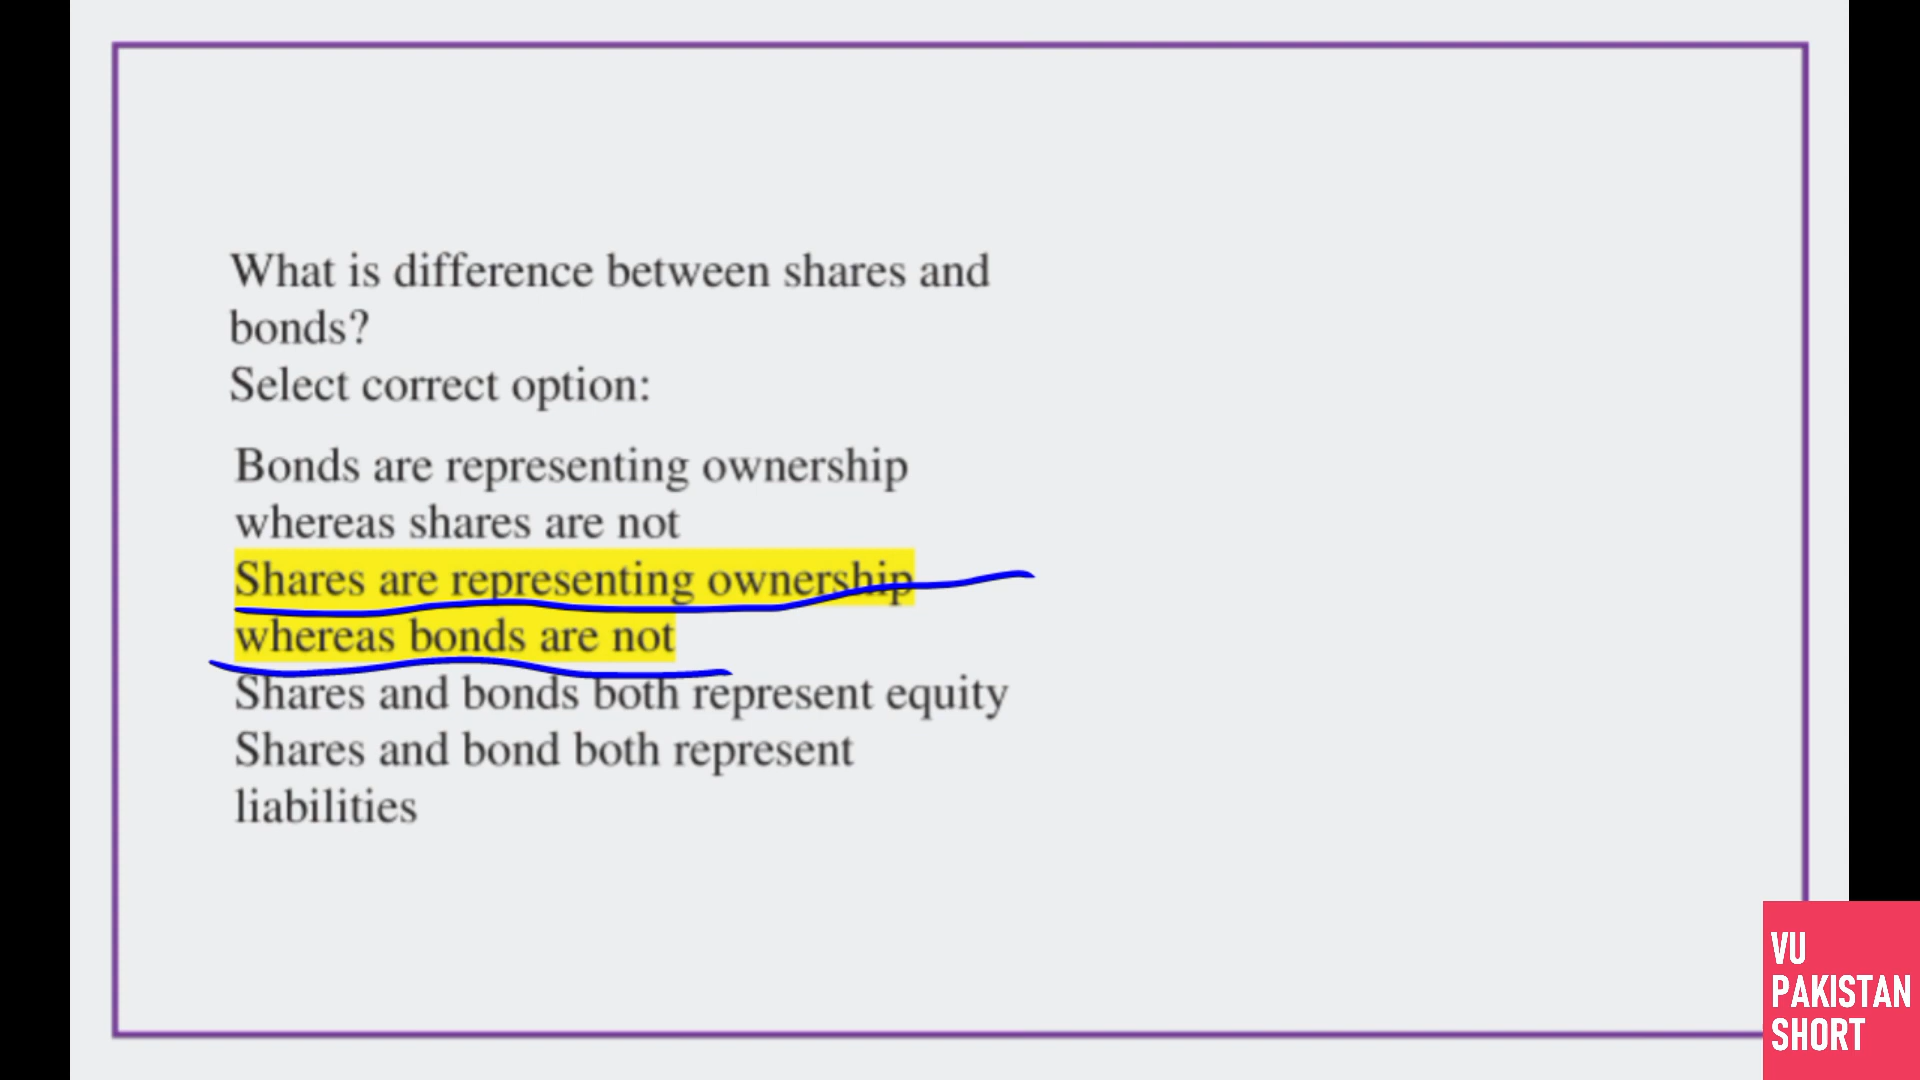 What is difference between shares and
bonds?
Select correct option:
Bonds are representing ownership
whereas shares are not
Shares are representing ownership
whereas bonds are not
Shares and bonds both represent equity
Shares and bond both represent
liabilities
VU
PAKISTAN
SHORT